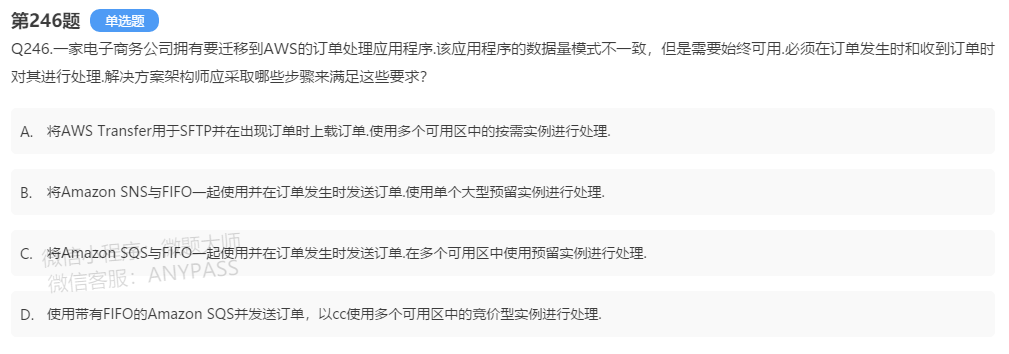 第246题 单选题
Q246.一家电子商务公司拥有要迁移到AWS的订单处理应用程序.该应用程序的数据量模式不一致，但是需要始终可用.必须在订单发生时和收到订单时
对其进行处理.解决方案架构师应采取哪些步骤来满足这些要求？
A. 将AWS Transfer用于SFTP并在出现订单时上载订单.使用多个可用区中的按需实例进行处理.
B. 将Amazon SNS与FIFO一起使用并在订单发生时发送订单.使用单个大型预留实例进行处理.
C. 将Amazon SQS与FIFO一起使用并在订单发生时发送订单.在多个可用区中使用预留实例进行处理.
微信小程序：微题大师
微信客服：ANYPASS
D. 使用带有FIFO的Amazon SQS并发送订单，以cc使用多个可用区中的竞价型实例进行处理.